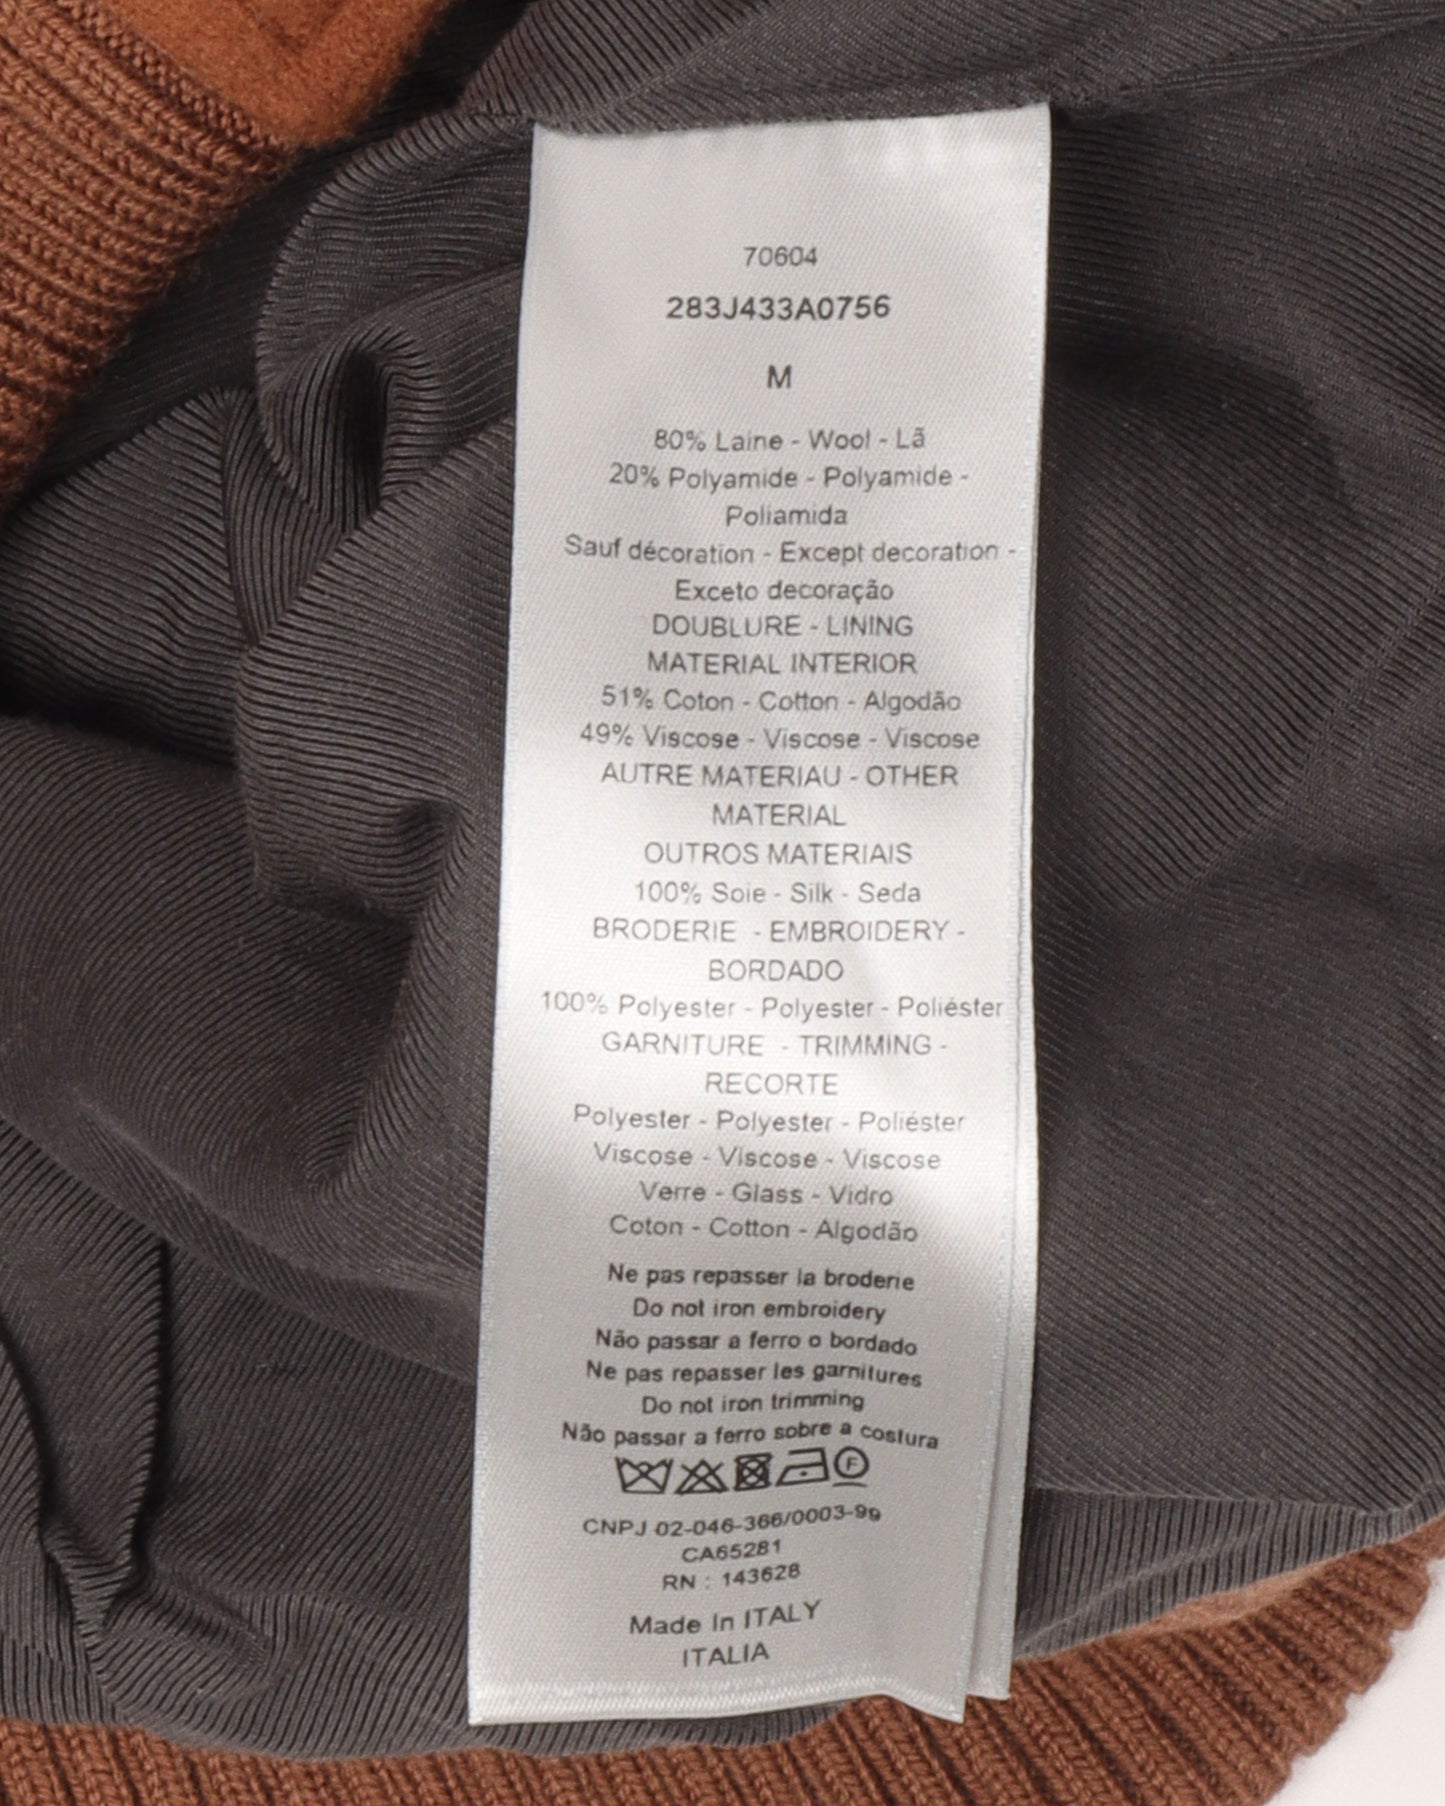 70604
283J433A0756
M
80% Laine - Wool - Lã
20% Polyamide - Polyamide -
Poliamida
Sauf décoration - Except decoration -
Exceto decoração
DOUBLURE - LINING
MATERIAL INTERIOR
51% Coton - Cotton - Algodão
49% Viscose - Viscose - Viscose
AUTRE MATERIAU - OTHER
MATERIAL
OUTROS MATERIAIS
100% Soie - Silk - Seda
BRODERIE - EMBROIDERY -
BORDADO
100% Polyester - Polyester - Poliéster
GARNITURE - TRIMMING -
RECORTE
Polyester - Polyester - Poliéster
Viscose - Viscose - Viscose
Verre - Glass - Vidro
Coton - Cotton - Algodão
Ne pas repasser la broderie
Do not iron embroidery
Não passar a ferro o bordado
Ne pas repasser les garnitures
Do not iron trimming
Não passar a ferro sobre a costura
F
CNPJ 02-046-366/0003-99
CA65281
RN : 143628
Made In ITALY
ITALIA